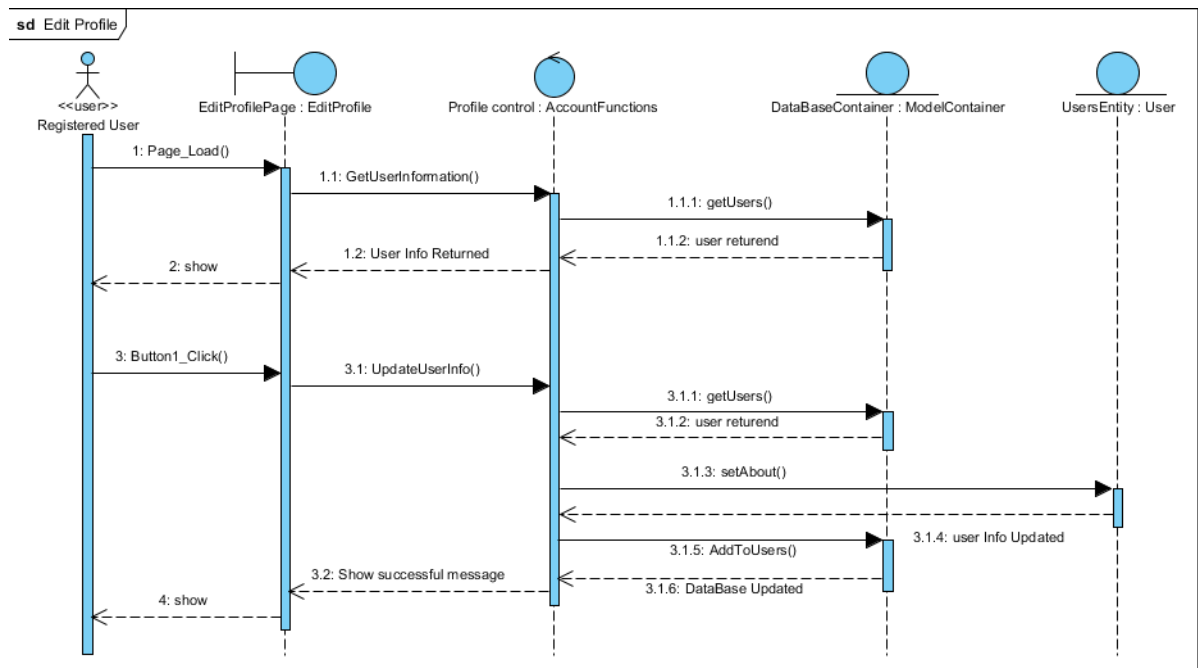 sd Edit Profile
<<user>>
Registered User
EditProfilePage : EditProfile
Profile control : AccountFunctions
DataBaseContainer : ModelContainer
UsersEntity : User
1: Page_Load()
1.1: GetUserInformation()
1.1.1: getUsers()
1.1.2: user returend
1.2: User Info Returned
2: show
3: Button1_Click()
3.1: UpdateUserInfo()
3.1.1: getUsers()
3.1.2: user returend
3.1.3: setAbout()
3.1.4: user Info Updated
3.1.5: AddToUsers()
3.1.6: DataBase Updated
3.2: Show successful message
4: show